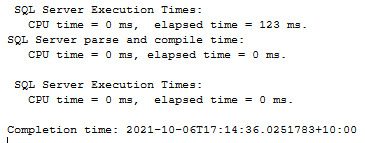 SQL Server Execution Times:
CPU time = 0 ms,  elapsed time = 123 ms.
SQL Server parse and compile time:
CPU time = 0 ms, elapsed time = 0 ms.
SQL Server Execution Times:
CPU time = 0 ms,  elapsed time = 0 ms.
Completion time: 2021-10-06T17:14:36.0251783+10:00